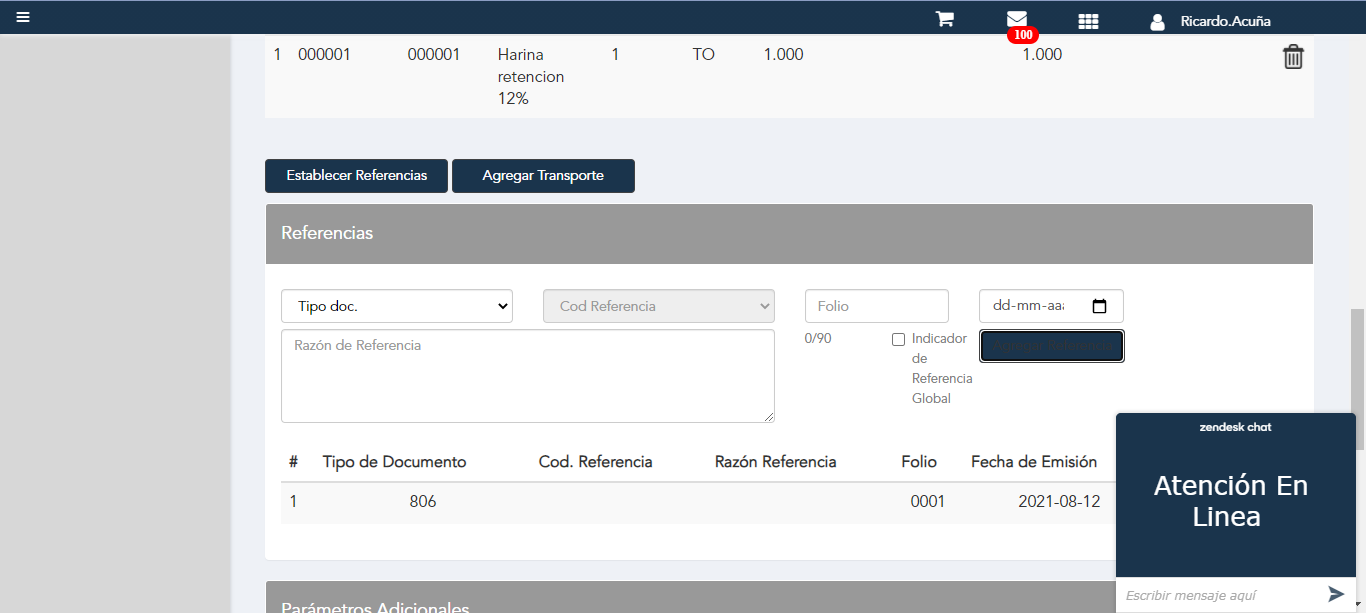 Ricardo.Acuña
100
1 000001 000001 Harina 1 TO 1.000 1.000
retencion
12%
Establecer Referencias Agregar Transporte
Referencias
Tipo doc. Cod Referencia Folio dd-mm-aaa
Razón de Referencia 0/90 Indicador
de
Referencia
Global
# Tipo de Documento Cod. Referencia Razón Referencia Folio Fecha de Emisión
1 806 0001 2021-08-12
zendesk chat
Atención En
Linea
Escribir mensaje aquí
Parámetros Adicionales